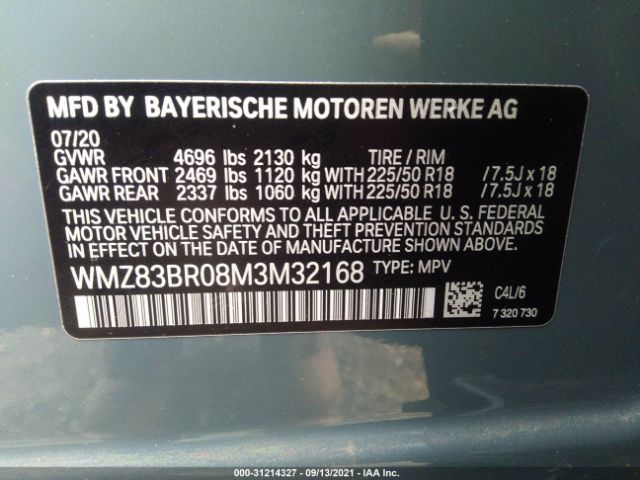 MFD BY BAYERISCHE MOTOREN WERKE AG
07/20
GVWR 4696 lbs 2130 kg TIRE / RIM
GAWR FRONT 2469 lbs 1120 kg WITH 225/50 R18 /7.5J x 18
GAWR REAR 2337 lbs 1060 kg WITH 225/50 R18 /7.5J x 18
THIS VEHICLE CONFORMS TO ALL APPLICABLE U. S. FEDERAL
MOTOR VEHICLE SAFETY AND THEFT PREVENTION STANDARDS
IN EFFECT ON THE DATE OF MANUFACTURE SHOWN ABOVE.
WMZ83BR08M3M32168 TYPE: MPV
C4L/6
7 320 730
000-31214327 - 09/13/2021 - IAA Inc.